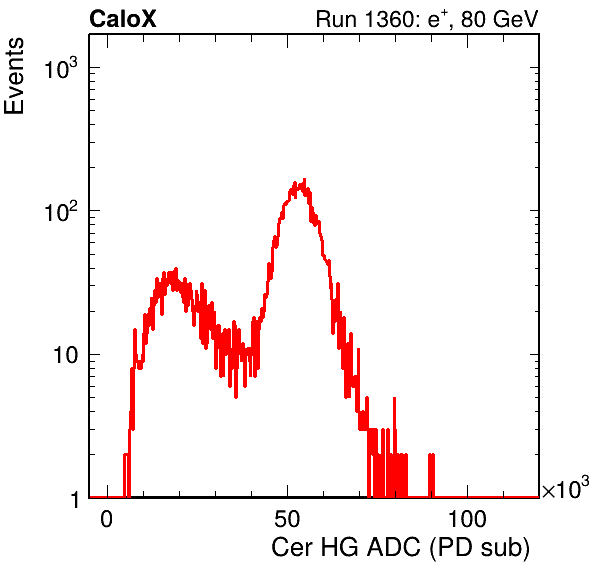 CaloX Run 1360: e⁺, 80 GeV
Events
10³
10²
10
1
0 50 100 ×10³
Cer HG ADC (PD sub)